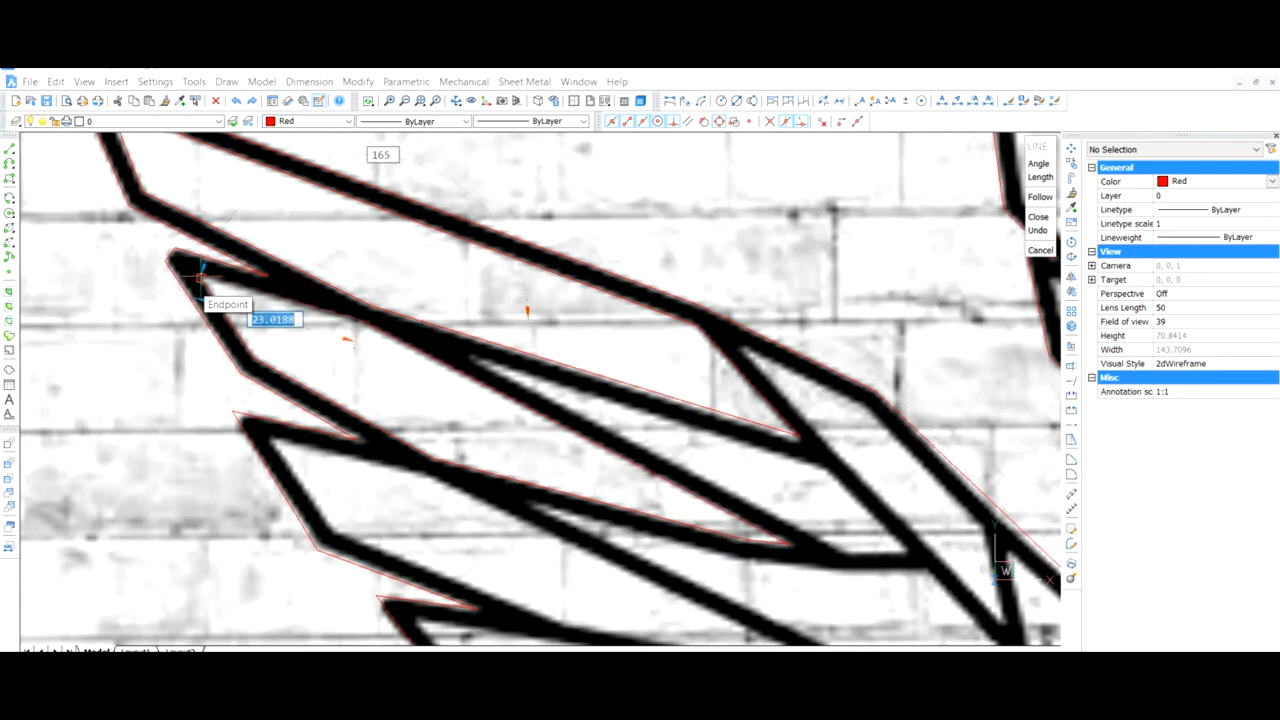 File Edit View Insert Settings Tools Draw Model Dimension Modify Parametric Mechanical Sheet Metal Window Help
0 Red ByLayer ByLayer
165
LINE
Angle
Length
Follow
Close
Undo
Cancel
Endpoint
23.0188
W
X
Y
No Selection
General
Color Red
Layer 0
Linetype ByLayer
Linetype scale 1
Lineweight ByLayer
View
Camera 0, 0, 1
Target 0, 0, 0
Perspective Off
Lens Length 50
Field of view 39
Height 70.8414
Width 143.7096
Visual Style 2dWireframe
Misc
Annotation sc 1:1
Model Layout1 Layout2